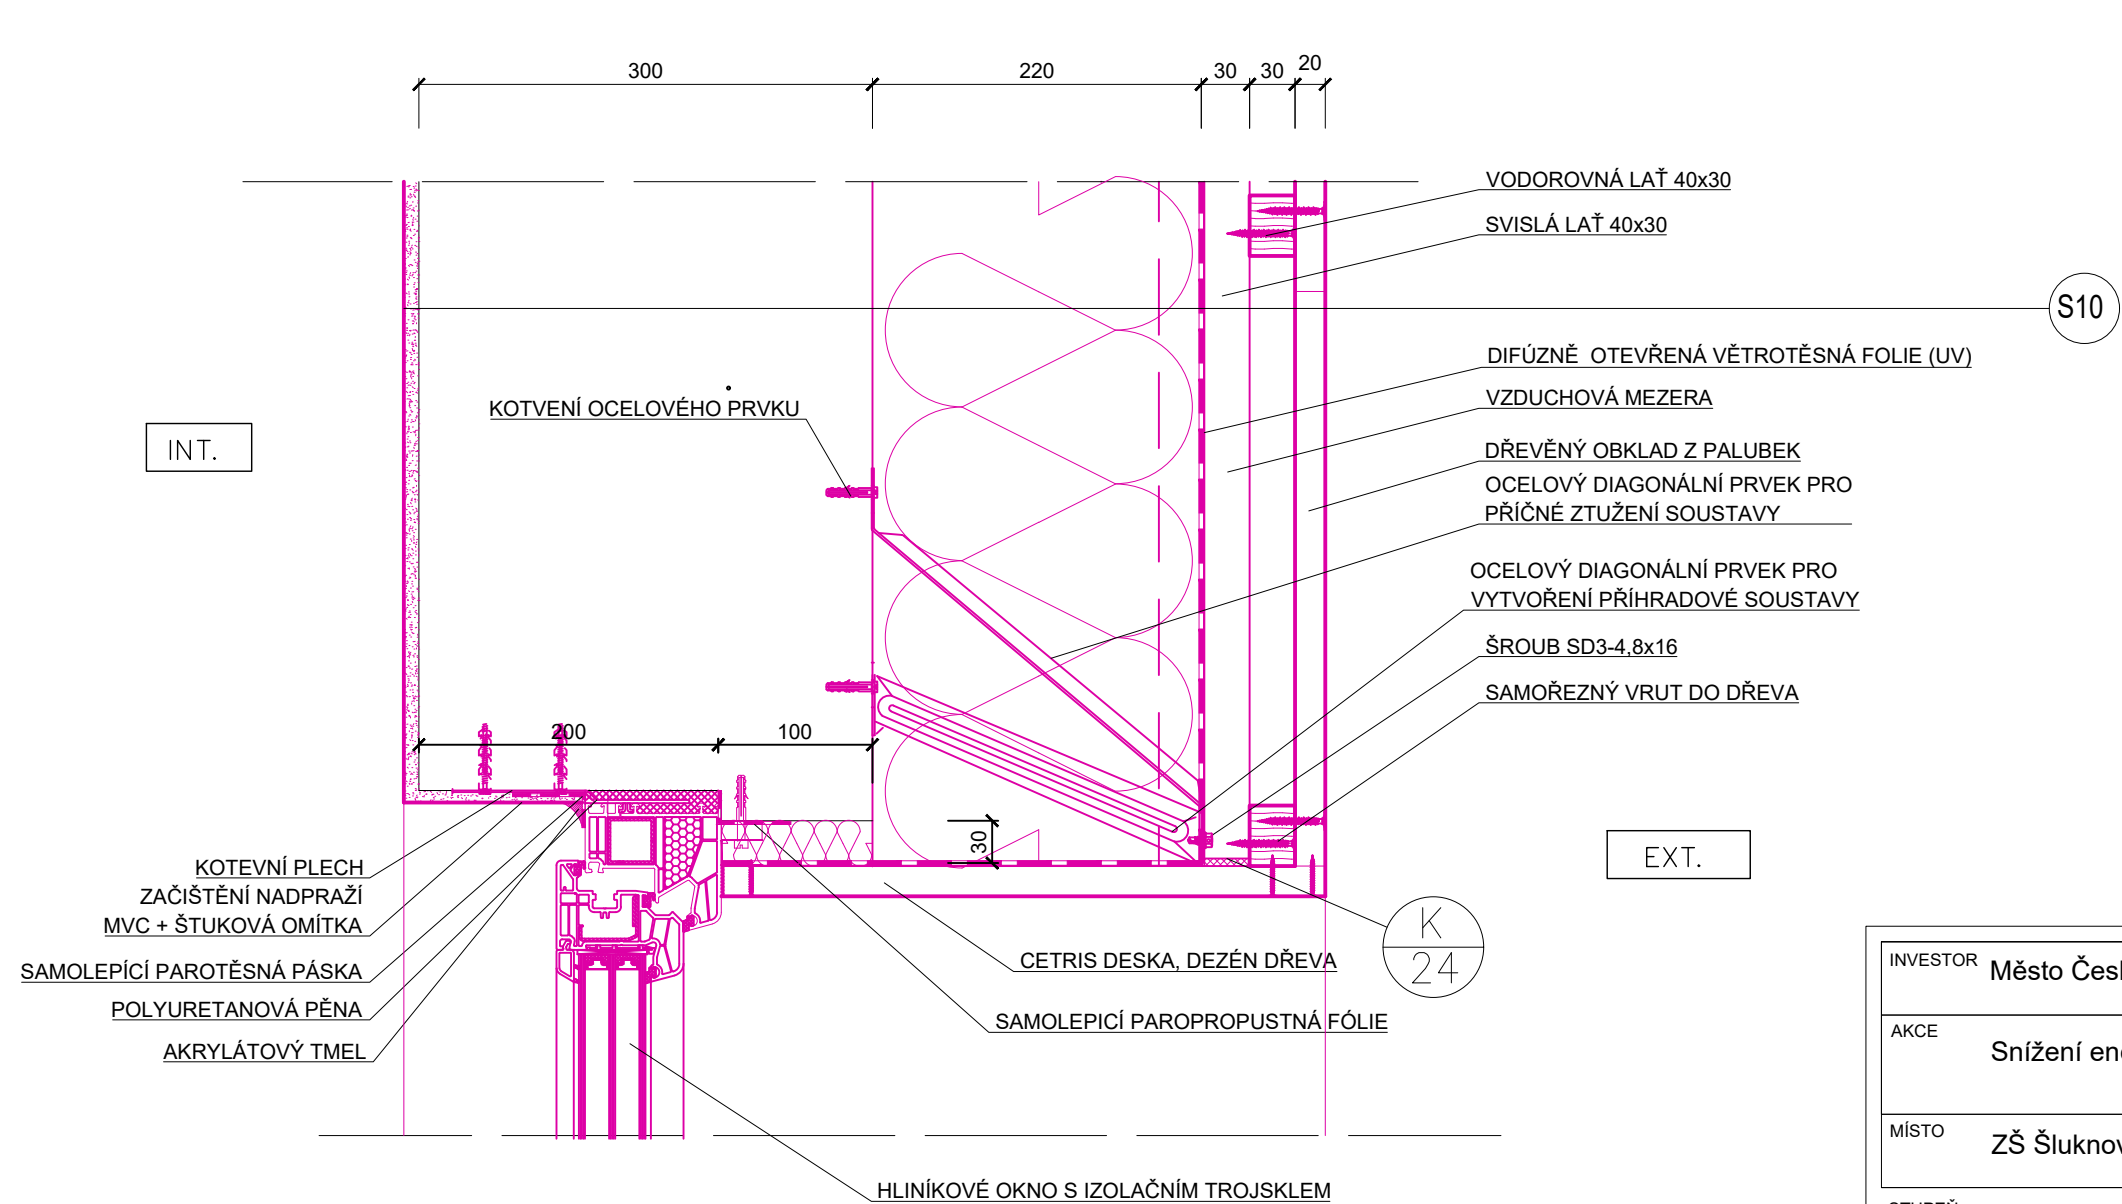 300
220
30
30
20
VODOROVNÁ LAŤ 40x30
SVISLÁ LAŤ 40x30
S10
DIFÚZNĚ OTEVŘENÁ VĚTROTĚSNÁ FOLIE (UV)
VZDUCHOVÁ MEZERA
KOTVENÍ OCELOVÉHO PRVKU
INT.
DŘEVĚNÝ OBKLAD Z PALUBEK
OCELOVÝ DIAGONÁLNÍ PRVEK PRO
PŘÍČNÉ ZTUŽENÍ SOUSTAVY
OCELOVÝ DIAGONÁLNÍ PRVEK PRO
VYTVOŘENÍ PŘÍHRADOVÉ SOUSTAVY
ŠROUB SD3-4,8x16
SAMOŘEZNÝ VRUT DO DŘEVA
200
100
30
EXT.
KOTEVNÍ PLECH
ZAČIŠTĚNÍ NADPRAŽÍ
MVC + ŠTUKOVÁ OMÍTKA
SAMOLEPÍCÍ PAROTĚSNÁ PÁSKA
POLYURETANOVÁ PĚNA
AKRYLÁTOVÝ TMEL
K
24
CETRIS DESKA, DEZÉN DŘEVA
SAMOLEPICÍ PAROPROPUSTNÁ FÓLIE
HLINÍKOVÉ OKNO S IZOLAČNÍM TROJSKLEM
INVESTOR Město Česk
AKCE
Snížení ene
MÍSTO
ZŠ Šluknov